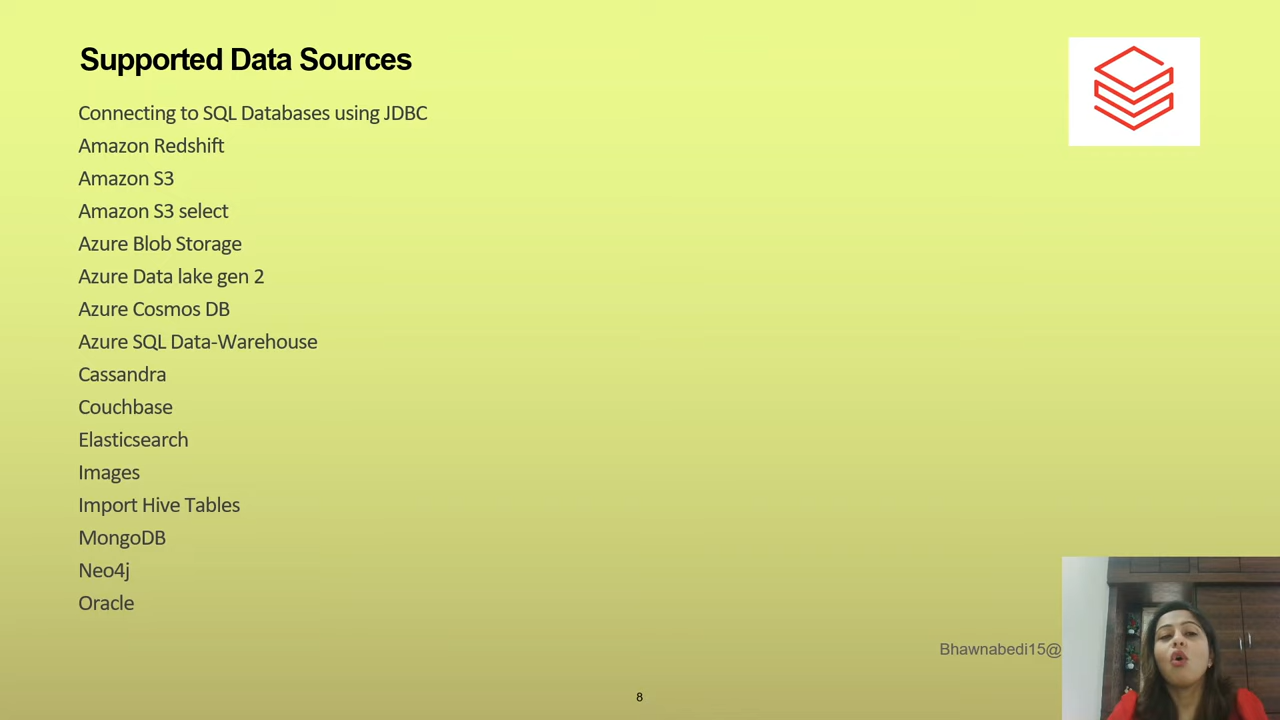 Supported Data Sources
Connecting to SQL Databases using JDBC
Amazon Redshift
Amazon S3
Amazon S3 select
Azure Blob Storage
Azure Data lake gen 2
Azure Cosmos DB
Azure SQL Data-Warehouse
Cassandra
Couchbase
Elasticsearch
Images
Import Hive Tables
MongoDB
Neo4j
Oracle
Bhawnabedi15@
8